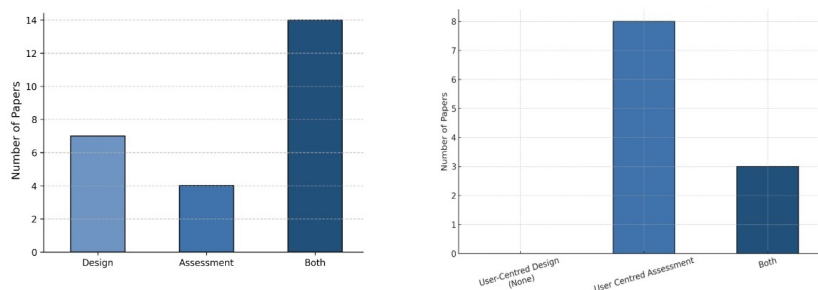 Number of Papers
14
12
10
8
6
4
2
0
Design Assessment Both
Number of Papers
8
7
6
5
4
3
2
1
0
User-Centred Design
(None)
User Centred Assessment
Both